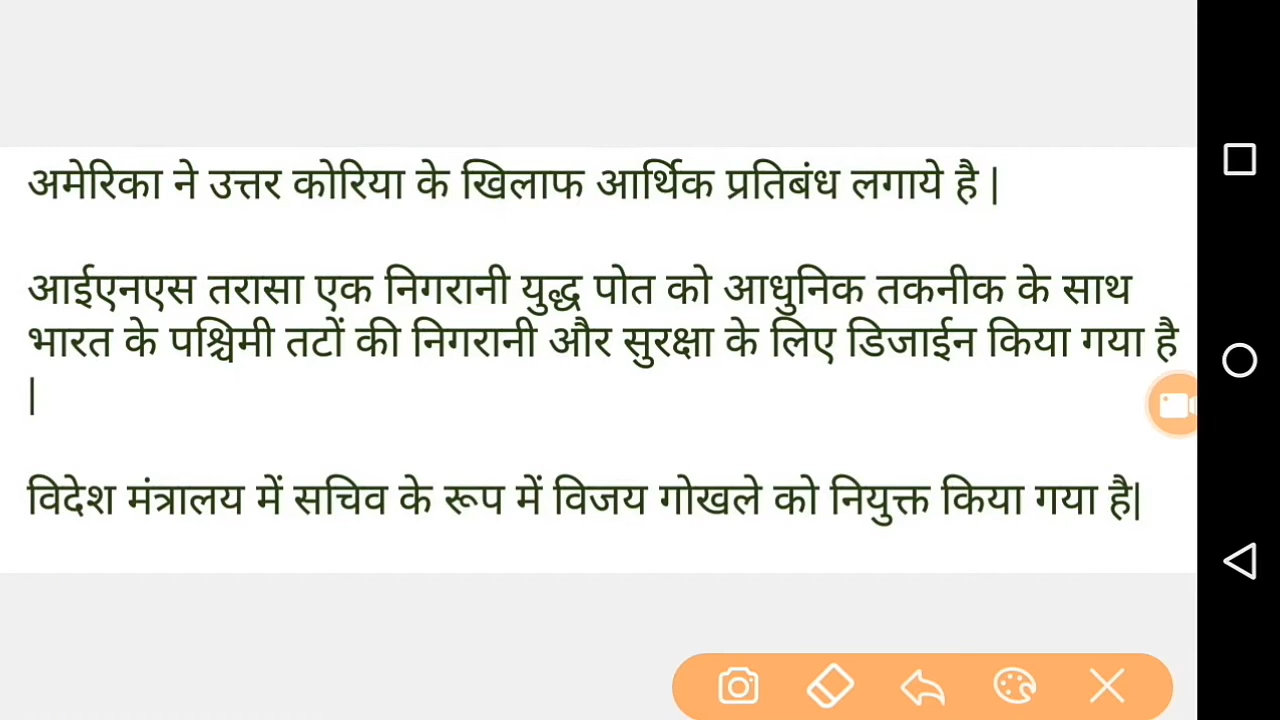 अमेरिका ने उत्तर कोरिया के खिलाफ आर्थिक प्रतिबंध लगाये है |
आईएनएस तरासा एक निगरानी युद्ध पोत को आधुनिक तकनीक के साथ
भारत के पश्चिमी तटों की निगरानी और सुरक्षा के लिए डिजाईन किया गया है
|
विदेश मंत्रालय में सचिव के रूप में विजय गोखले को नियुक्त किया गया है|